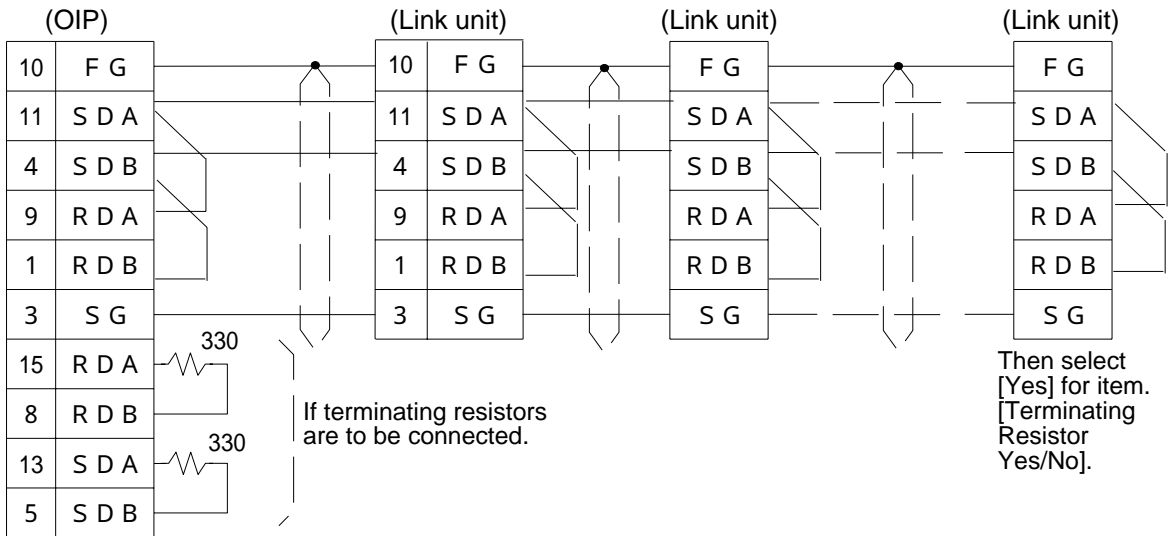 (OIP) (Link unit) (Link unit) (Link unit)
10 F G 10 F G F G F G
11 S D A 11 S D A S D A S D A
4 S D B 4 S D B S D B S D B
9 R D A 9 R D A R D A R D A
1 R D B 1 R D B R D B R D B
3 S G 3 S G S G S G
15 R D A 330
8 R D B
13 S D A 330
5 S D B
If terminating resistors
are to be connected.
Then select
[Yes] for item.
[Terminating
Resistor
Yes/No].